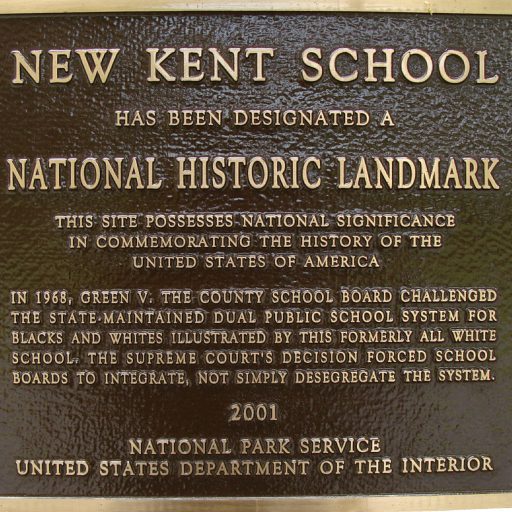 NEW KENT SCHOOL
HAS BEEN DESIGNATED A
NATIONAL HISTORIC LANDMARK
THIS SITE POSSESSES NATIONAL SIGNIFICANCE
IN COMMEMORATING THE HISTORY OF THE
UNITED STATES OF AMERICA
IN 1968, GREEN V. THE COUNTY SCHOOL BOARD CHALLENGED
THE STATE-MAINTAINED DUAL PUBLIC SCHOOL SYSTEM FOR
BLACKS AND WHITES ILLUSTRATED BY THIS FORMERLY ALL WHITE
SCHOOL. THE SUPREME COURT'S DECISION FORCED SCHOOL
BOARDS TO INTEGRATE, NOT SIMPLY DESEGREGATE THE SYSTEM.
2001
NATIONAL PARK SERVICE
UNITED STATES DEPARTMENT OF THE INTERIOR